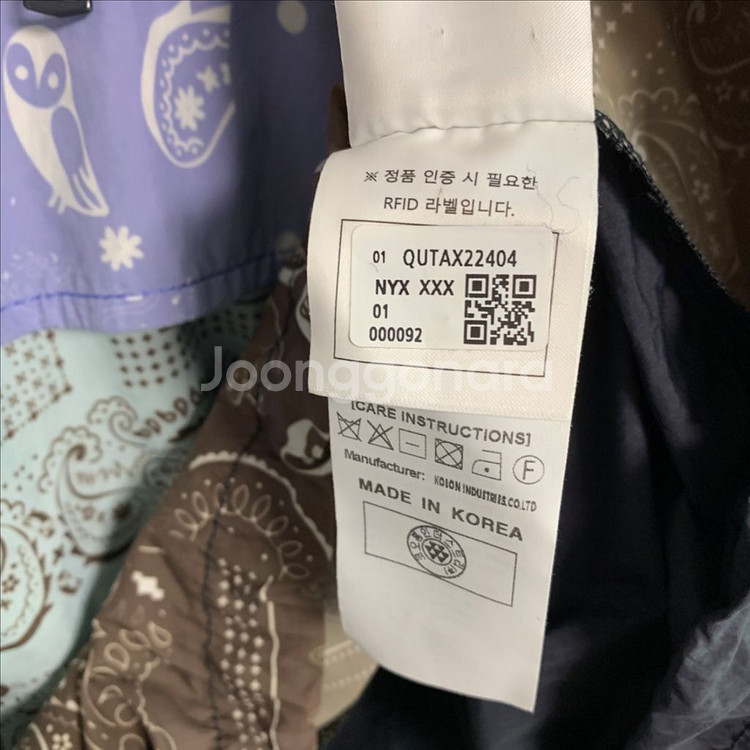 ※ 정품 인증 시 필요한
RFID 라벨입니다.
01 QUTAX22404
NYX XXX
01
000092
Joonggonara
[CARE INSTRUCTIONS]
F
Manufacturer: KOLON INDUSTRIES.CO.LTD
MADE IN KOREA